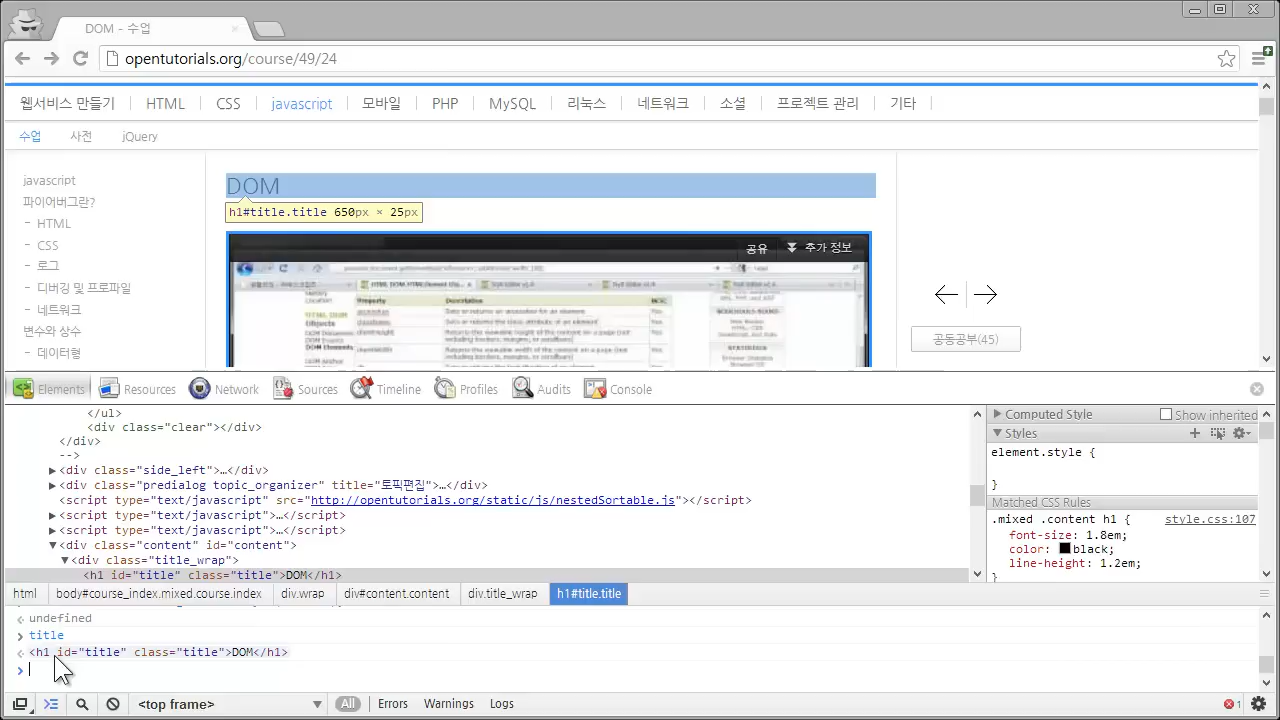 DOM – 수업
opentutorials.org/course/49/24
웹서비스 만들기 HTML CSS javascript 모바일 PHP MySQL 리눅스 네트워크 소셜 프로젝트 관리 기타
수업 사전 jQuery
javascript
파이어버그란?
- HTML
- CSS
- 로그
- 디버깅 및 프로파일
- 네트워크
변수와 상수
- 데이터형
DOM
h1#title.title 650px × 25px
공유 추가 정보
Property Description
공동공부(45)
Elements Resources Network Sources Timeline Profiles Audits Console
</ul>
<div class="clear"></div>
</div>
-->
▶<div class="side_left">…</div>
▶<div class="predialog topic_organizer" title="토픽편집">…</div>
<script type="text/javascript" src="http://opentutorials.org/static/js/nestedSortable.js"></script>
▶<script type="text/javascript">…</script>
▶<script type="text/javascript">…</script>
▼<div class="content" id="content">
▼<div class="title_wrap">
<h1 id="title" class="title">DOM</h1>
▶ Computed Style Show inherited
▼ Styles
element.style {
}
Matched CSS Rules
.mixed .content h1 { style.css:107
font-size: 1.8em;
color: black;
line-height: 1.2em;
}
html body#course_index.mixed.course.index div.wrap div#content.content div.title_wrap h1#title.title
undefined
> title
<h1 id="title" class="title">DOM</h1>
>
<top frame> All Errors Warnings Logs 1